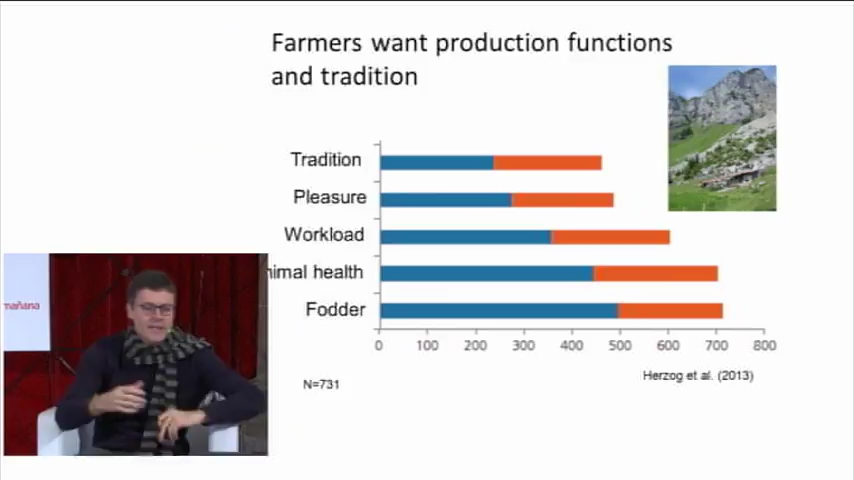 Farmers want production functions
and tradition
Tradition
Pleasure
Workload
nimal health
Fodder
0 100 200 300 400 500 600 700 800
N=731
Herzog et al. (2013)
mañana